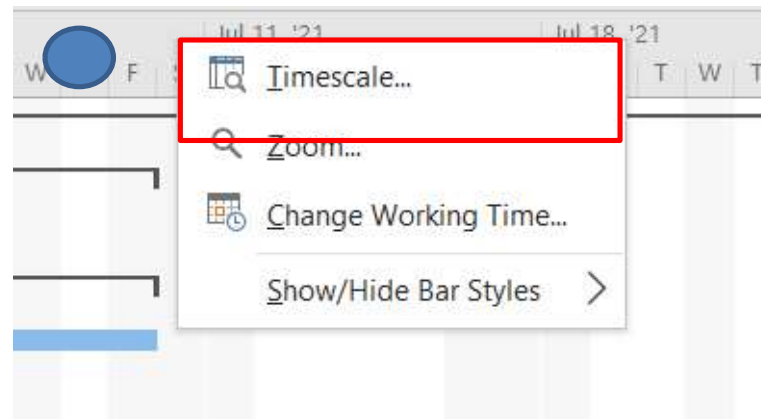 Jul 11, '21 Jul 18, '21
W F S T W T
Timescale...
Zoom...
Change Working Time...
Show/Hide Bar Styles